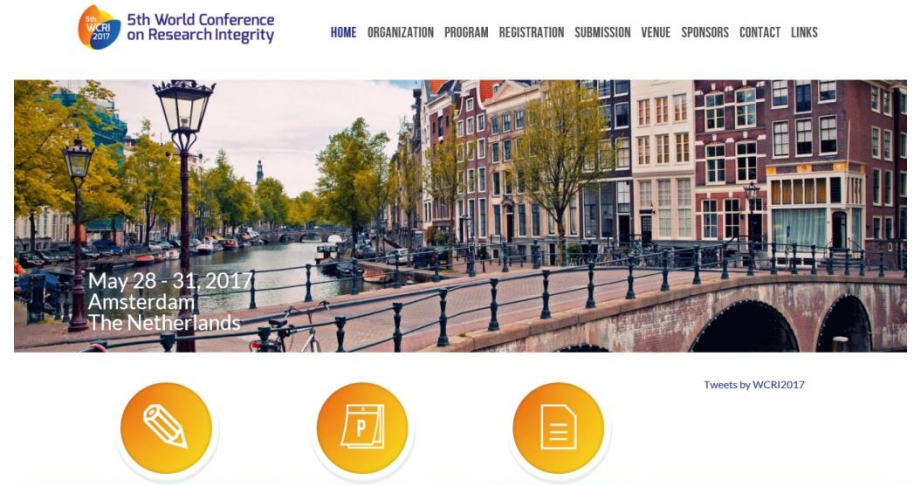 5th
WCRI
2017
5th World Conference
on Research Integrity
HOME ORGANIZATION PROGRAM REGISTRATION SUBMISSION VENUE SPONSORS CONTACT LINKS
May 28 - 31, 2017
Amsterdam
The Netherlands
Tweets by WCRI2017
P